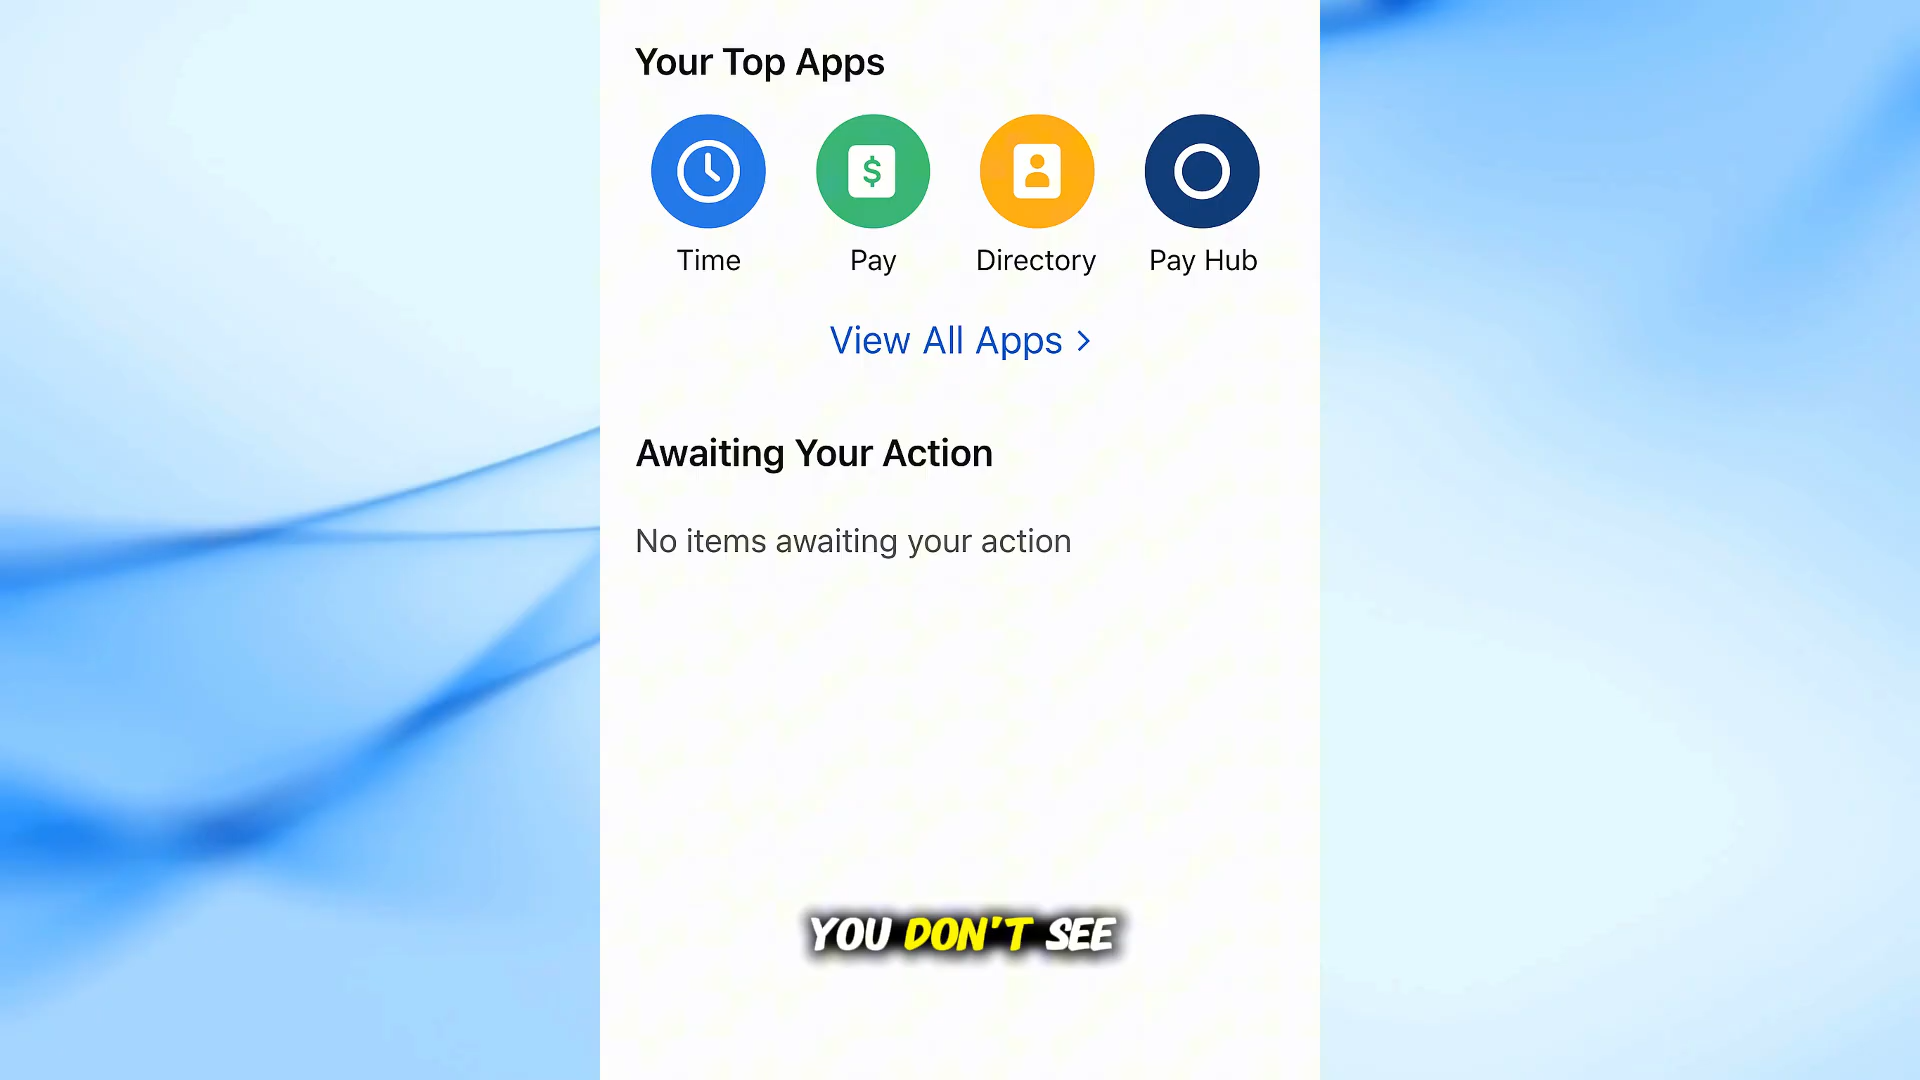 Your Top Apps
Time Pay Directory Pay Hub
View All Apps >
Awaiting Your Action
No items awaiting your action
YOU DON'T SEE